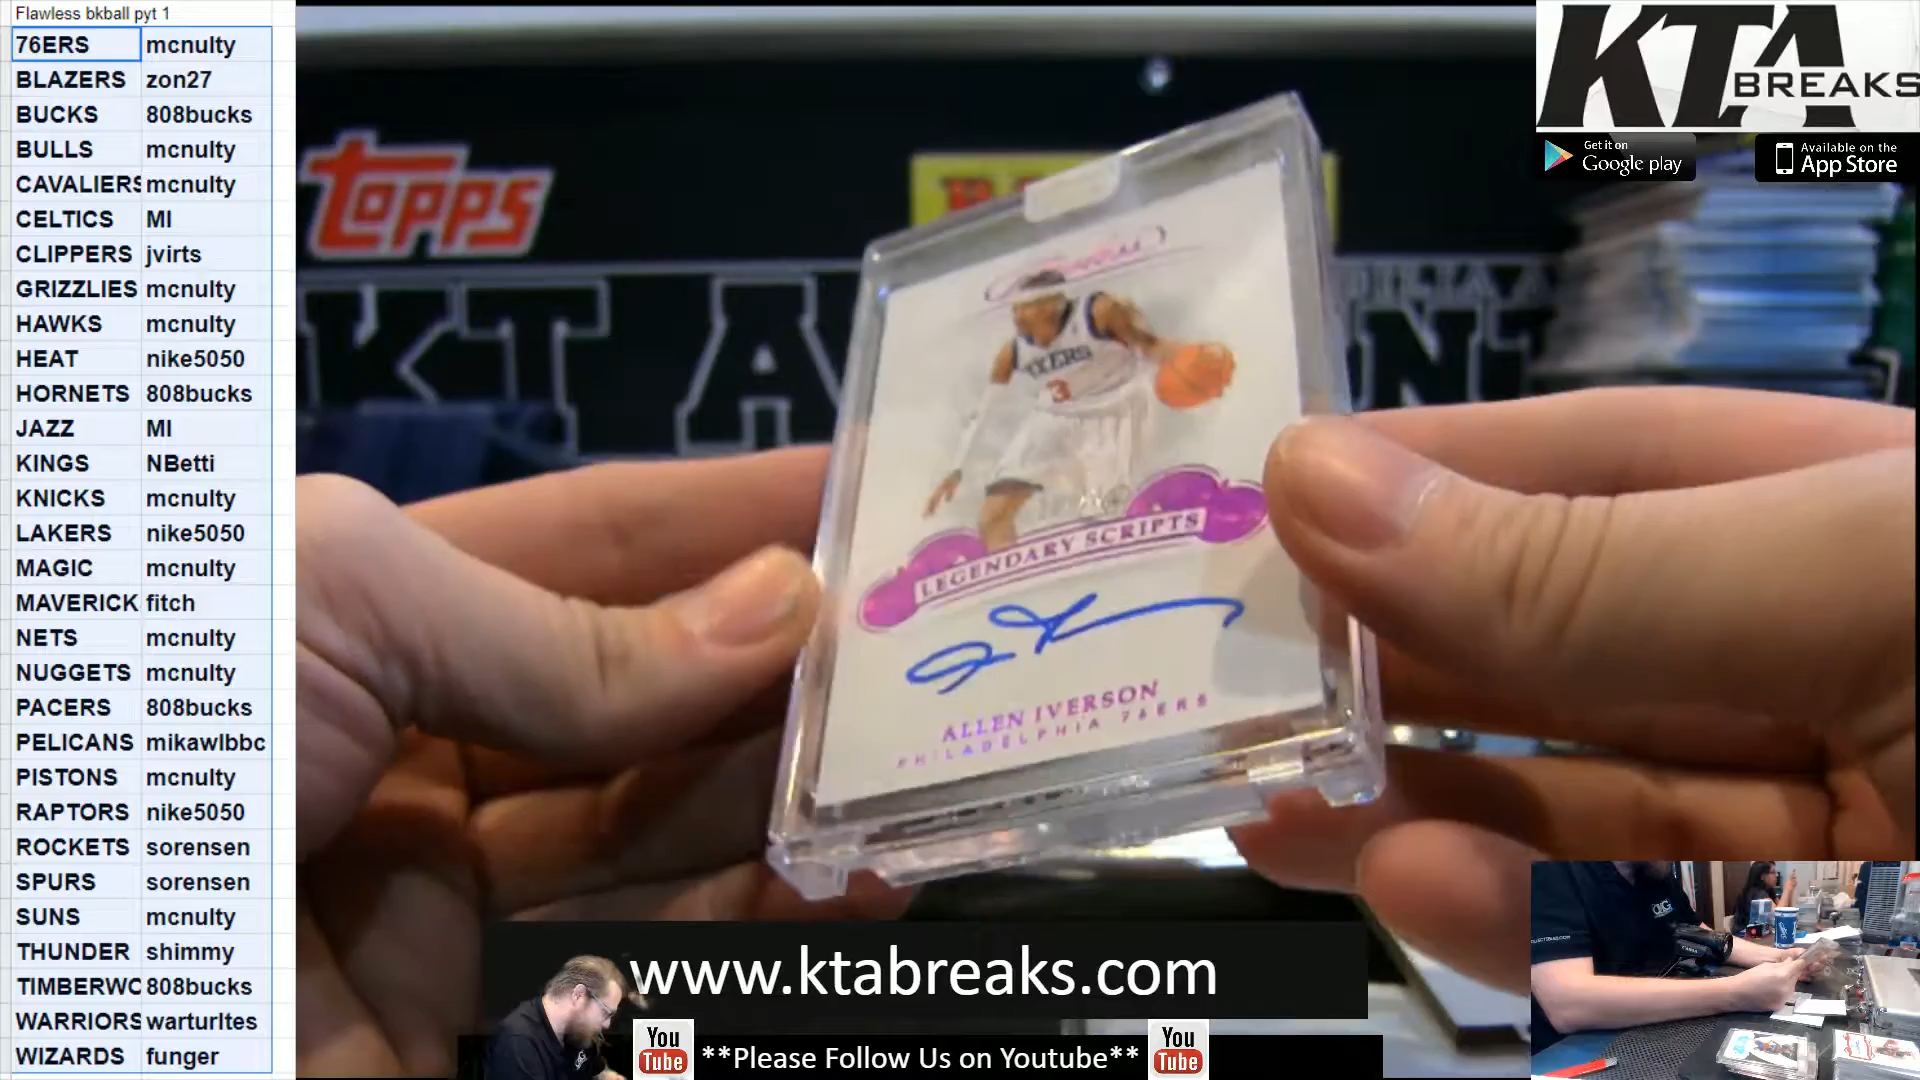 Flawless bkball pyt 1
76ERS mcnulty
BLAZERS zon27
BUCKS 808bucks
BULLS mcnulty
CAVALIERS mcnulty
CELTICS MI
CLIPPERS jvirts
GRIZZLIES mcnulty
HAWKS mcnulty
HEAT nike5050
HORNETS 808bucks
JAZZ MI
KINGS NBetti
KNICKS mcnulty
LAKERS nike5050
MAGIC mcnulty
MAVERICK fitch
NETS mcnulty
NUGGETS mcnulty
PACERS 808bucks
PELICANS mikawlbbc
PISTONS mcnulty
RAPTORS nike5050
ROCKETS sorensen
SPURS sorensen
SUNS mcnulty
THUNDER shimmy
TIMBERWO 808bucks
WARRIORS warturltes
WIZARDS funger
TOPPS
KTA
KTA
BREAKS
Get it on
Google play
Available on the
App Store
SIXERS
3
LEGENDARY SCRIPTS
ALLEN IVERSON
PHILADELPHIA 76ERS
www.ktabreaks.com
You
Tube
**Please Follow Us on Youtube**
You
Tube